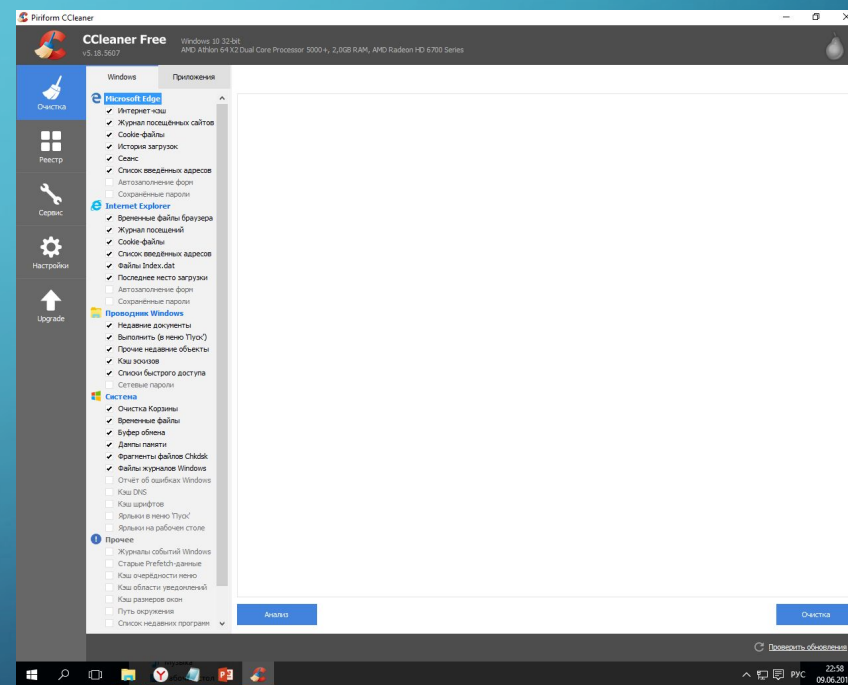 Piriform CCleaner
CCleaner Free
v5.18.5607
Windows 10 32-bit
AMD Athlon 64 X2 Dual Core Processor 5000+, 2,0GB RAM, AMD Radeon HD 6700 Series
Очистка
Реестр
Сервис
Настройки
Upgrade
Windows
Приложения
Microsoft Edge
Интернет-кэш
Журнал посещённых сайтов
Cookie-файлы
История загрузок
Сеанс
Список введённых адресов
Автозаполнение форм
Сохранённые пароли
Internet Explorer
Временные файлы браузера
Журнал посещений
Cookie-файлы
Список введённых адресов
Файлы Index.dat
Последнее место загрузки
Автозаполнение форм
Сохранённые пароли
Проводник Windows
Недавние документы
Выполнить (в меню 'Пуск')
Прочие недавние объекты
Кэш эскизов
Списки быстрого доступа
Сетевые пароли
Система
Очистка Корзины
Временные файлы
Буфер обмена
Дампы памяти
Фрагменты файлов Chkdsk
Файлы журналов Windows
Отчёт об ошибках Windows
Кэш DNS
Кэш шрифтов
Ярлыки в меню 'Пуск'
Ярлыки на рабочем столе
Прочее
Журналы событий Windows
Старые Prefetch-данные
Кэш очерёдности меню
Кэш области уведомлений
Кэш размеров окон
Путь окружения
Список недавних программ
Анализ
Очистка
Проверить обновления
РУС
22:58
09.06.201